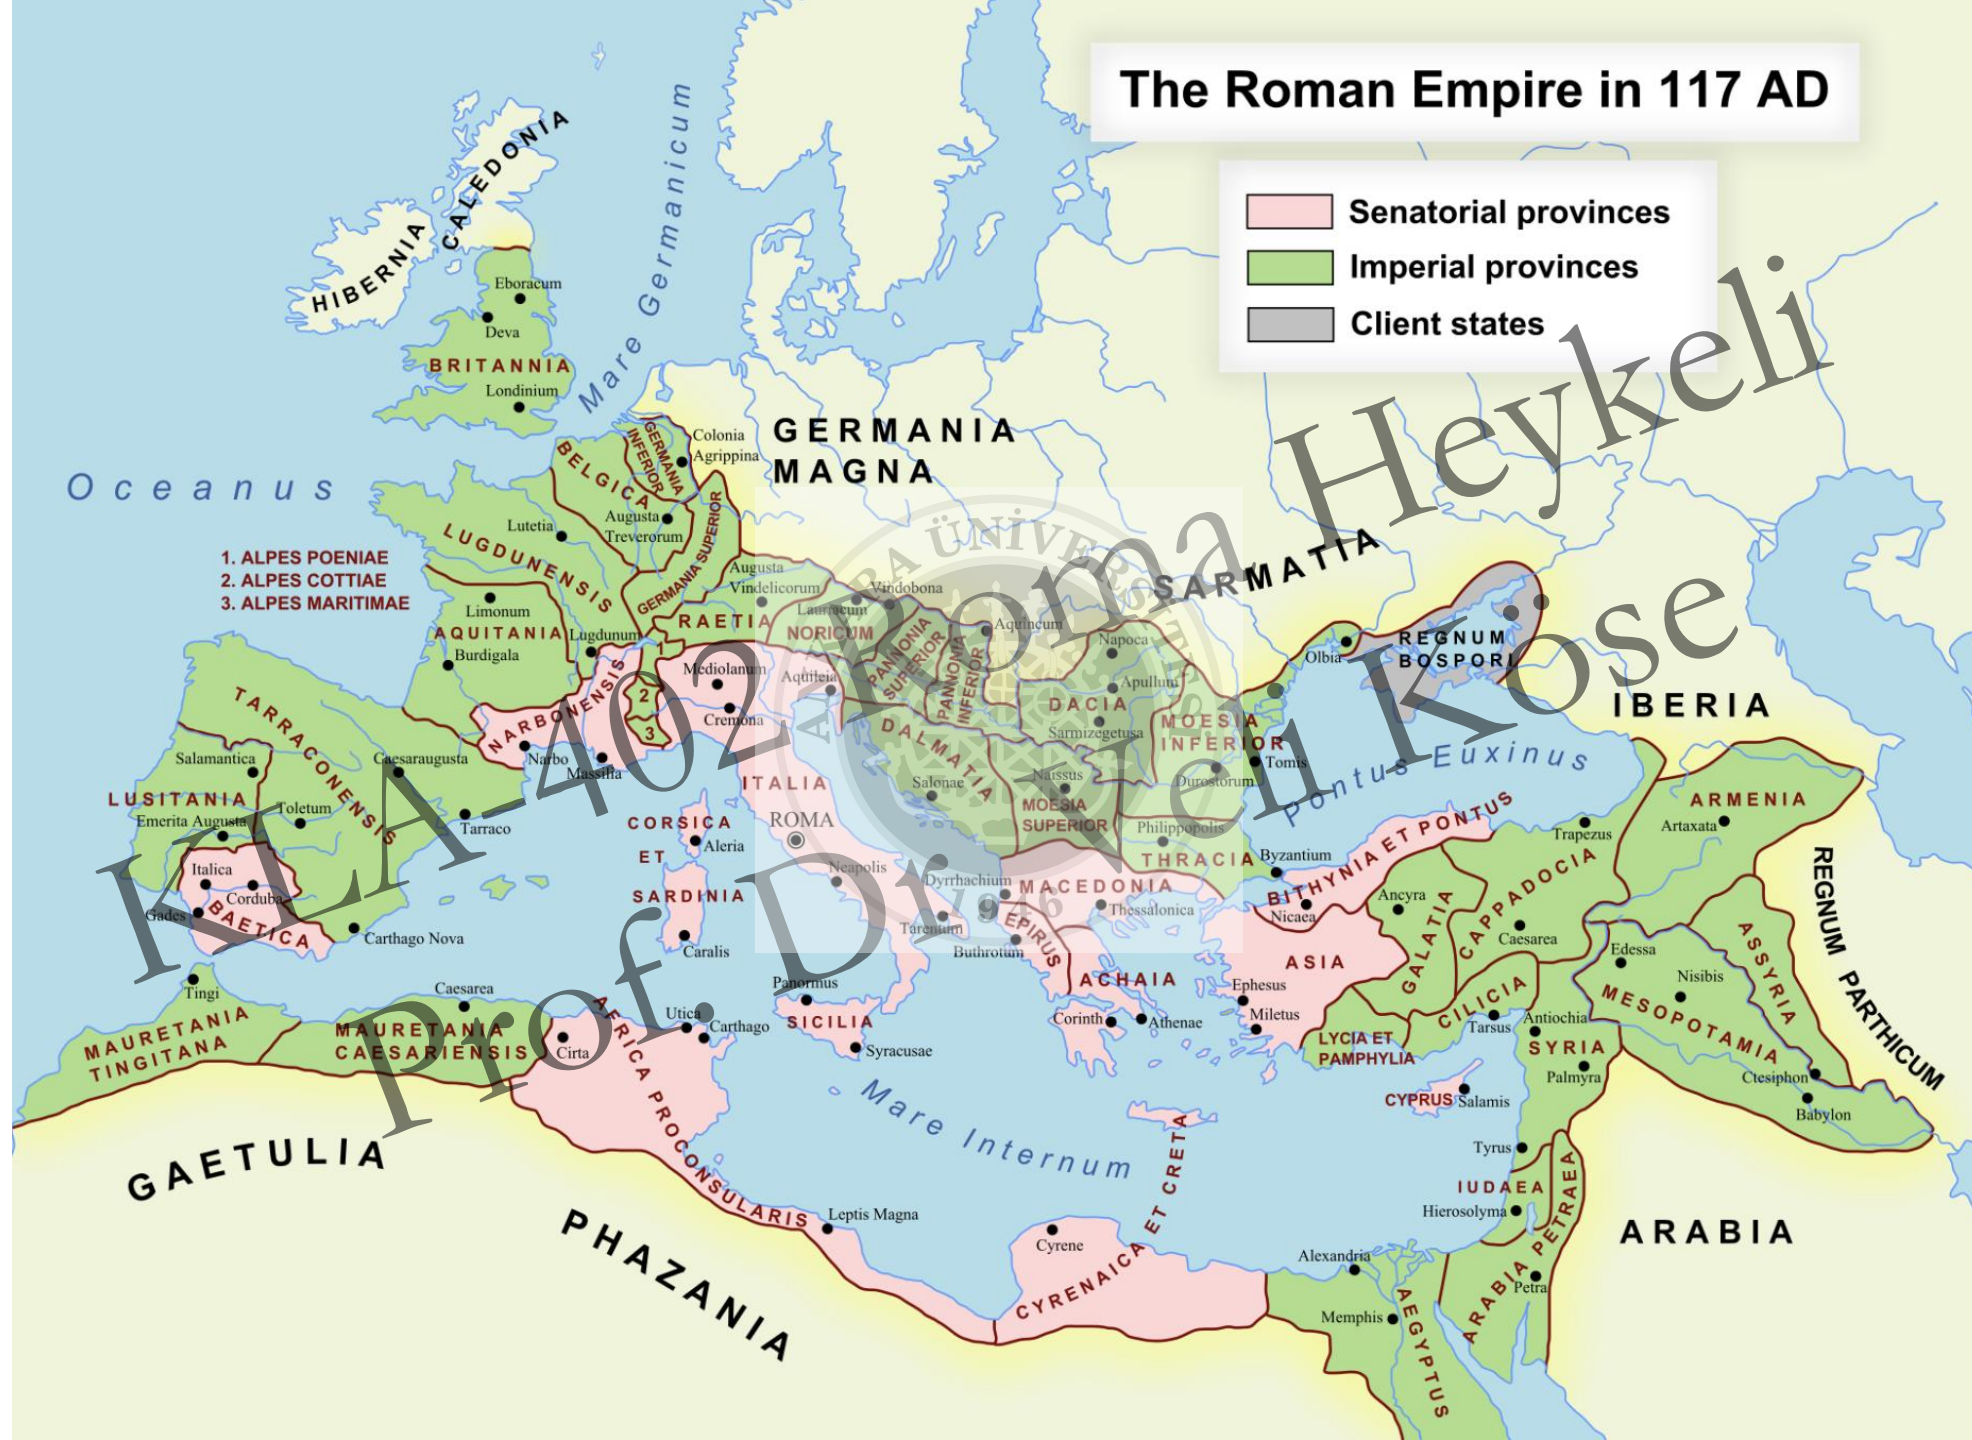 The Roman Empire in 117 AD
Senatorial provinces
Imperial provinces
Client states
KLA-402 Roma Heykeli
Prof. Dr. Veli Köse
ÜNİVERSİTESİ
1946
CALEDONIA
HIBERNIA
Mare Germanicum
Eboracum
Deva
BRITANNIA
Londinium
Oceanus
GERMANIA
MAGNA
Colonia
Agrippina
GERMANIA
INFERIOR
BELGICA
Augusta
Treverorum
GERMANIA SUPERIOR
Lutetia
LUGDUNENSIS
1. ALPES POENIAE
2. ALPES COTTIAE
3. ALPES MARITIMAE
Limonum
AQUITANIA
Burdigala
Lugdunum
NARBONENSIS
Narbo
Massilia
1
2
3
Augusta
Vindelicorum
RAETIA
Lauriacum
NORICUM
Vindobona
PANNONIA
SUPERIOR
PANNONIA
INFERIOR
Aquincum
SARMATIA
Napoca
Apullum
DACIA
Sarmizegetusa
MOESIA
INFERIOR
Durostorum
Tomis
Olbia
REGNUM
BOSPORI
IBERIA
Pontus Euxinus
TARRACONENSIS
Salamantica
Caesaraugusta
LUSITANIA
Emerita Augusta
Toletum
Tarraco
Italica
Corduba
Gades
BAETICA
Carthago Nova
Mediolanum
Cremona
Aquileia
ITALIA
ROMA
Neapolis
Tarentum
CORSICA
ET
SARDINIA
Aleria
Caralis
DALMATIA
Salonae
Naissus
MOESIA
SUPERIOR
Philippopolis
THRACIA
Byzantium
Dyrrhachium
MACEDONIA
Thessalonica
EPIRUS
Buthrotum
ACHAIA
Corinth
Athenae
BITHYNIA ET PONTUS
Nicaea
Trapezus
Ancyra
GALATIA
CAPPADOCIA
Caesarea
ASIA
Ephesus
Miletus
LYCIA ET
PAMPHYLIA
CILICIA
Tarsus
Antiochia
SYRIA
Palmyra
CYPRUS
Salamis
ARMENIA
Artaxata
Edessa
Nisibis
MESOPOTAMIA
ASSYRIA
Ctesiphon
Babylon
REGNUM PARTHICUM
Tyrus
IUDAEA
Hierosolyma
ARABIA PETRAEA
Petra
ARABIA
Tingi
MAURETANIA
TINGITANA
Caesarea
MAURETANIA
CAESARIENSIS
Cirta
Utica
Carthago
AFRICA PROCONSULARIS
Panormus
SICILIA
Syracusae
Mare Internum
GAETULIA
PHAZANIA
Leptis Magna
Cyrene
CYRENAICA ET CRETA
Alexandria
Memphis
AEGYPTUS